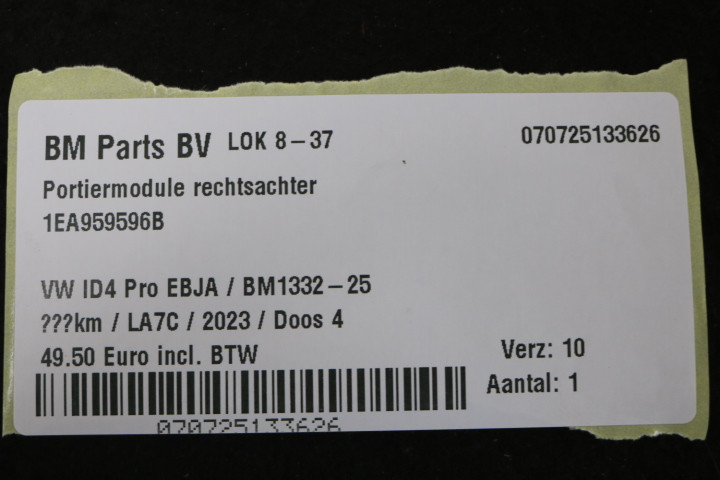 BM Parts BV LOK 8-37 070725133626
Portiermodule rechtsachter
1EA959596B
VW ID4 Pro EBJA / BM1332-25
???km / LA7C / 2023 / Doos 4
49.50 Euro incl. BTW
Verz: 10
Aantal: 1
070725133626